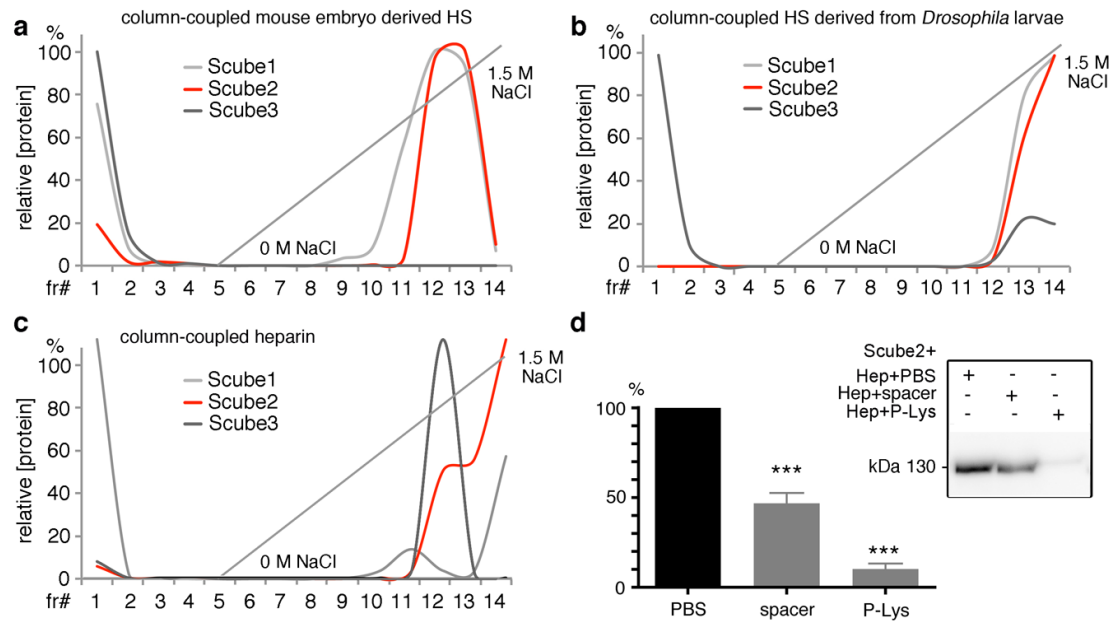 a
column-coupled mouse embryo derived HS
%
100
80
60
40
20
0
relative [protein]
Scube1
Scube2
Scube3
1.5 M
NaCl
0 M NaCl
fr# 1 2 3 4 5 6 7 8 9 10 11 12 13 14
b
column-coupled HS derived from Drosophila larvae
%
100
80
60
40
20
0
relative [protein]
Scube1
Scube2
Scube3
1.5 M
NaCl
0 M NaCl
fr# 1 2 3 4 5 6 7 8 9 10 11 12 13 14
c
column-coupled heparin
%
100
80
60
40
20
0
relative [protein]
Scube1
Scube2
Scube3
1.5 M
NaCl
0 M NaCl
fr# 1 2 3 4 5 6 7 8 9 10 11 12 13 14
d
%
100
50
0
***
***
PBS spacer P-Lys
Scube2+
Hep+PBS + - -
Hep+spacer - + -
Hep+P-Lys - - +
kDa 130